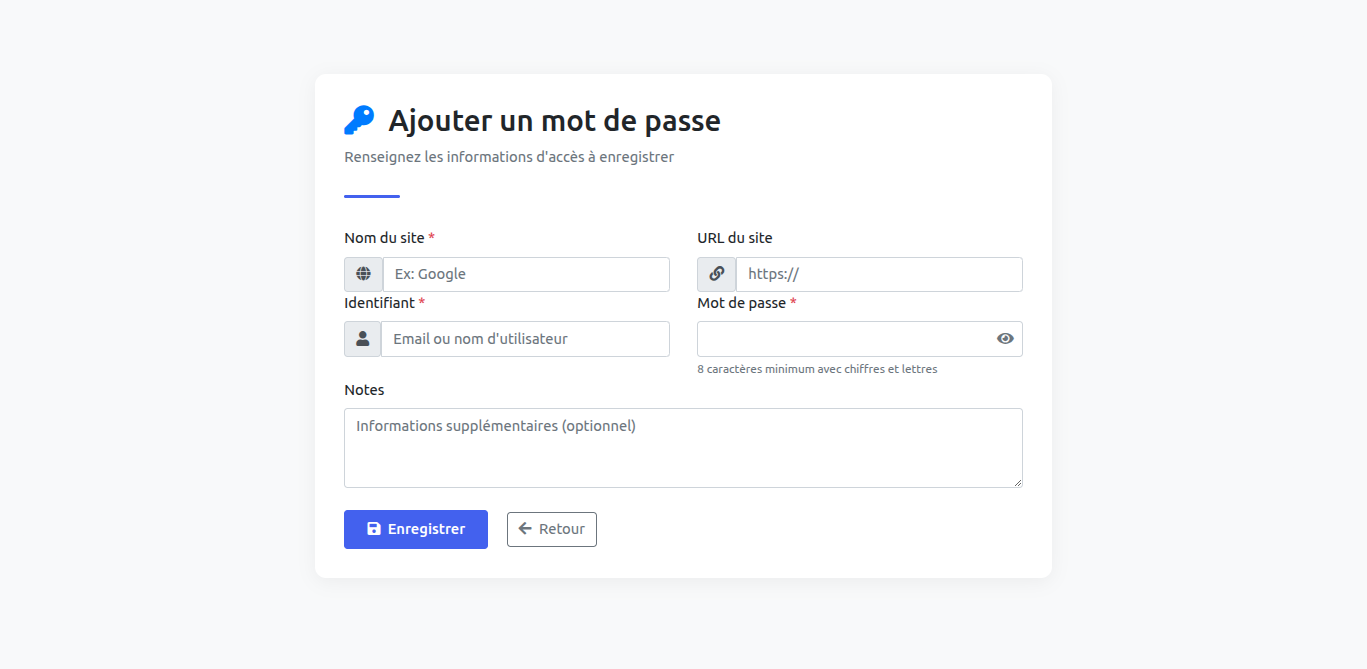 Ajouter un mot de passe
Renseignez les informations d'accès à enregistrer
Nom du site *
URL du site
Ex: Google
https://
Identifiant *
Mot de passe *
Email ou nom d'utilisateur
8 caractères minimum avec chiffres et lettres
Notes
Informations supplémentaires (optionnel)
Enregistrer
Retour